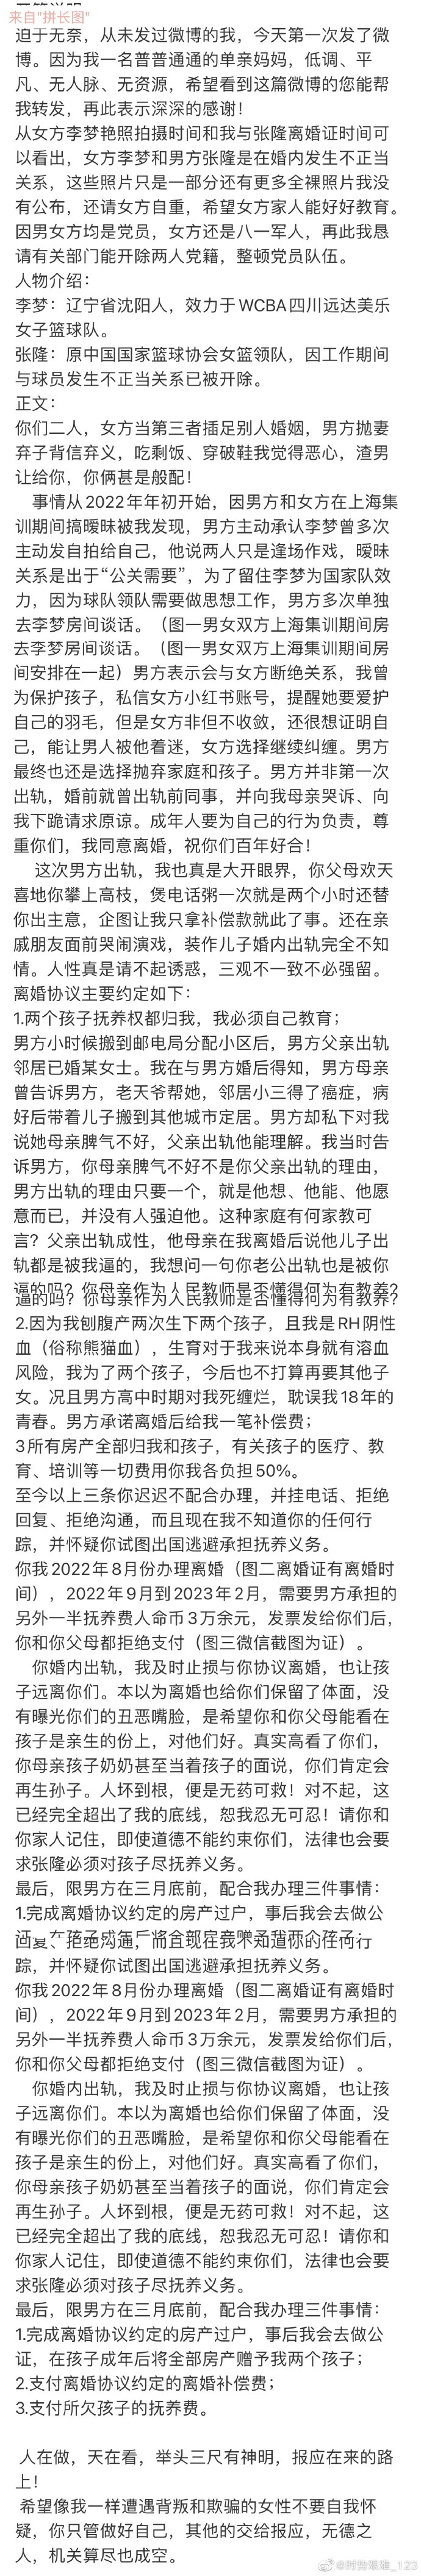 来自"拼长图"
迫于无奈，从未发过微博的我，今天第一次发了微
博。因为我一名普普通通的单亲妈妈，低调、平
凡、无人脉、无资源，希望看到这篇微博的您能帮
我转发，再此表示深深的感谢！
从女方李梦艳照拍摄时间和我与张隆离婚证时间可
以看出，女方李梦和男方张隆是在婚内发生不正当
关系，这些照片只是一部分还有更多全裸照片我没
有公布，还请女方自重，希望女方家人能好好教育。
因男女方均是党员，女方还是八一军人，再此我恳
请有关部门能开除两人党籍，整顿党员队伍。
人物介绍：
李梦：辽宁省沈阳人，效力于WCBA四川远达美乐
女子篮球队。
张隆：原中国国家篮球协会女篮领队，因工作期间
与球员发生不正当关系已被开除。
正文：
你们二人，女方当第三者插足别人婚姻，男方抛妻
弃子背信弃义，吃剩饭、穿破鞋我觉得恶心，渣男
让给你，你俩甚是般配！
事情从2022年年初开始，因男方和女方在上海集
训期间搞暧昧被我发现，男方主动承认李梦曾多次
主动发自拍给自己，他说两人只是逢场作戏，暧昧
关系是出于“公关需要”，为了留住李梦为国家队效
力，因为球队领队需要做思想工作，男方多次单独
去李梦房间谈话。（图一男女双方上海集训期间房
去李梦房间谈话。（图一男女双方上海集训期间房
间安排在一起）男方表示会与女方断绝关系，我曾
为保护孩子，私信女方小红书账号，提醒她要爱护
自己的羽毛，但是女方非但不收敛，还很想证明自
己，能让男人被他着迷，女方选择继续纠缠。男方
最终也还是选择抛弃家庭和孩子。男方并非第一次
出轨，婚前就曾出轨前同事，并向我母亲哭诉、向
我下跪请求原谅。成年人要为自己的行为负责，尊
重你们，我同意离婚，祝你们百年好合！
这次男方出轨，我也真是大开眼界，你父母欢天
喜地你攀上高枝，煲电话粥一次就是两个小时还替
你出主意，企图让我只拿补偿款就此了事。还在亲
戚朋友面前哭闹演戏，装作儿子婚内出轨完全不知
情。人性真是请不起诱惑，三观不一致不必强留。
离婚协议主要约定如下：
1.两个孩子抚养权都归我，我必须自己教育；
男方小时候搬到邮电局分配小区后，男方父亲出轨
邻居已婚某女士。我在与男方婚后得知，男方母亲
曾告诉男方，老天爷帮她，邻居小三得了癌症，病
好后带着儿子搬到其他城市定居。男方却私下对我
说她母亲脾气不好，父亲出轨他能理解。我当时告
诉男方，你母亲脾气不好不是你父亲出轨的理由，
男方出轨的理由只要一个，就是他想、他能、他愿
意而已，并没有人强迫他。这种家庭有何家教可
言？父亲出轨成性，他母亲在我离婚后说他儿子出
轨都是被我逼的，我想问一句你老公出轨也是被你
逼的吗？你母亲作为人民教师是否懂得何为有教养？
逼的吗？你母亲作为人民教师是否懂得何为有教养？
2.因为我刨腹产两次生下两个孩子，且我是RH阴性
血（俗称熊猫血），生育对于我来说本身就有溶血
风险，我为了两个孩子，今后也不打算再要其他子
女。况且男方高中时期对我死缠烂，耽误我18年的
青春。男方承诺离婚后给我一笔补偿费；
3所有房产全部归我和孩子，有关孩子的医疗、教
育、培训等一切费用你我各负担50%。
至今以上三条你迟迟不配合办理，并挂电话、拒绝
回复、拒绝沟通，而且现在我不知道你的任何行
踪，并怀疑你试图出国逃避承担抚养义务。
你我2022年8月份办理离婚（图二离婚证有离婚时
间），2022年9月到2023年2月，需要男方承担的
另外一半抚养费人命币3万余元，发票发给你们后，
你和你父母都拒绝支付（图三微信截图为证）。
你婚内出轨，我及时止损与你协议离婚，也让孩
子远离你们。本以为离婚也给你们保留了体面，没
有曝光你们的丑恶嘴脸，是希望你和你父母能看在
孩子是亲生的份上，对他们好。真实高看了你们，
你母亲孩子奶奶甚至当着孩子的面说，你们肯定会
再生孙子。人坏到根，便是无药可救！对不起，这
已经完全超出了我的底线，恕我忍无可忍！请你和
你家人记住，即使道德不能约束你们，法律也会要
求张隆必须对孩子尽抚养义务。
最后，限男方在三月底前，配合我办理三件事情：
1.完成离婚协议约定的房产过户，事后我会去做公
踪，并怀疑你试图出国逃避承担抚养义务。
你我2022年8月份办理离婚（图二离婚证有离婚时
间），2022年9月到2023年2月，需要男方承担的
另外一半抚养费人命币3万余元，发票发给你们后，
你和你父母都拒绝支付（图三微信截图为证）。
你婚内出轨，我及时止损与你协议离婚，也让孩
子远离你们。本以为离婚也给你们保留了体面，没
有曝光你们的丑恶嘴脸，是希望你和你父母能看在
孩子是亲生的份上，对他们好。真实高看了你们，
你母亲孩子奶奶甚至当着孩子的面说，你们肯定会
再生孙子。人坏到根，便是无药可救！对不起，这
已经完全超出了我的底线，恕我忍无可忍！请你和
你家人记住，即使道德不能约束你们，法律也会要
求张隆必须对孩子尽抚养义务。
最后，限男方在三月底前，配合我办理三件事情：
1.完成离婚协议约定的房产过户，事后我会去做公
证，在孩子成年后将全部房产赠予我两个孩子；
2.支付离婚协议约定的离婚补偿费；
3.支付所欠孩子的抚养费。
人在做，天在看，举头三尺有神明，报应在来的路
上！
希望像我一样遭遇背叛和欺骗的女性不要自我怀
疑，你只管做好自己，其他的交给报应，无德之
人，机关算尽也成空。